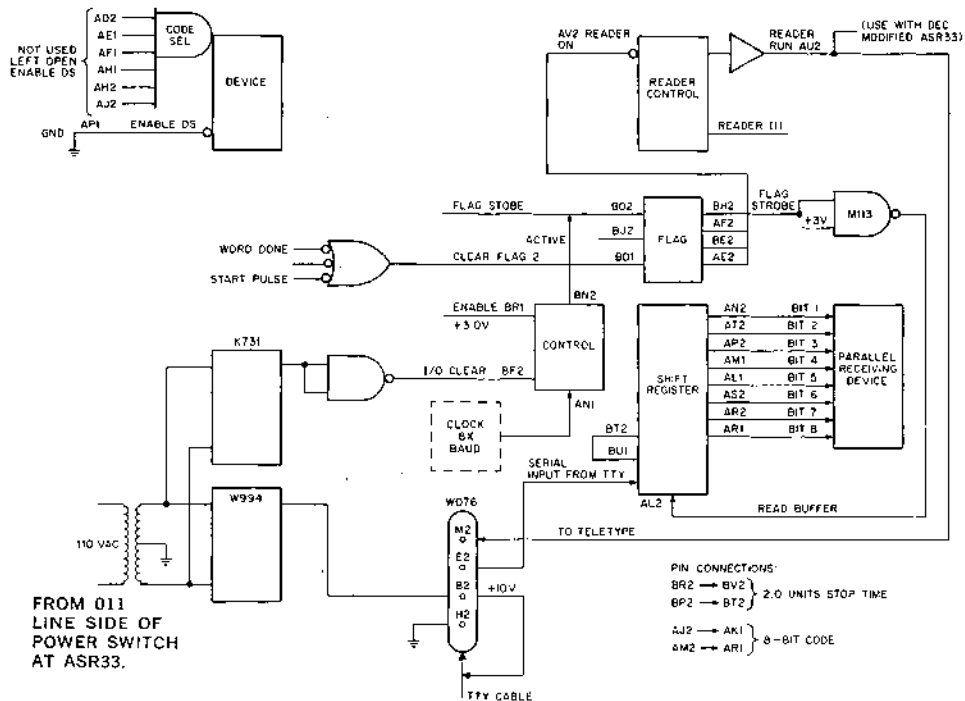 AD2
AE1
AF1
AH1
AH2
AJ2
CODE
SEL
NOT USED
LEFT OPEN
ENABLE DS
DEVICE
AP1
ENABLE DS
GND
AV2 READER
ON
READER
CONTROL
READER
RUN AU2
(USE WITH DEC
MODIFIED ASR33)
READER
FLAG STOBE
BD2
ACTIVE
BJ2
WORD DONE
START PULSE
CLEAR FLAG 2
BD1
FLAG
BH2
AF2
BE2
AE2
FLAG
STROBE
+3V
M113
BN2
ENABLE BR1
+3.0V
CONTROL
I/O CLEAR BF2
AN1
CLOCK
8X
BAUD
K731
SHIFT
REGISTER
AN2 BIT 1
AT2 BIT 2
AP2 BIT 3
AM1 BIT 4
AL1 BIT 5
AS2 BIT 6
AR2 BIT 7
AR1 BIT 8
PARALLEL
RECEIVING
DEVICE
BT2
BU1
SERIAL
INPUT FROM TTY
AL2
READ BUFFER
W994
110 VAC
W076
M2
E2
B2
H2
+10V
TO TELETYPE
TTY CABLE
FROM 011
LINE SIDE OF
POWER SWITCH
AT ASR33.
PIN CONNECTIONS:
BR2 → BV2
BP2 → BT2
2.0 UNITS STOP TIME
AJ2 → AK1
AM2 → AR1
8-BIT CODE